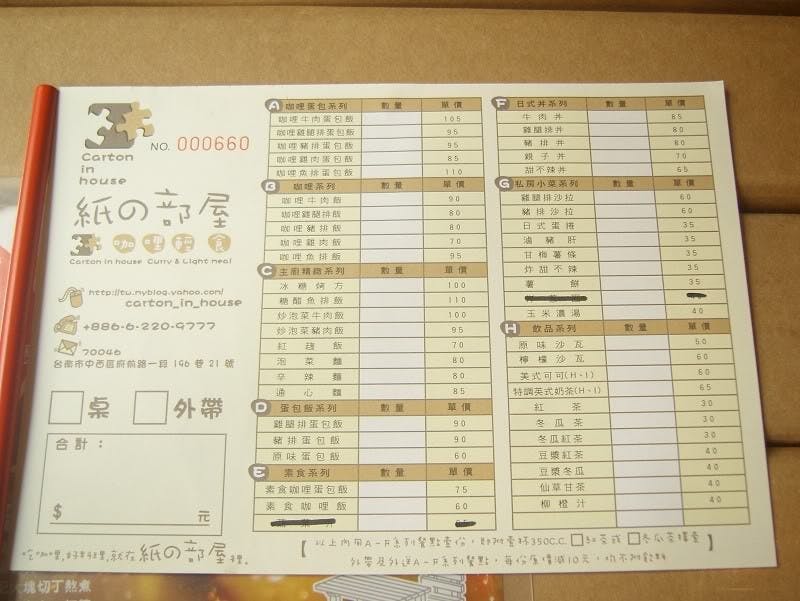 Carton
in
house
NO. 000660
紙の部屋
咖哩輕食
Carton in house Curry & Light meal
http://tw.myblog.yahoo.com/
carton_in_house
+886-6-220-9777
70046
台南市中西區府前路一段 196 巷 21 號
桌 外帶
合計：
$ 元
吃咖哩,好斯哩,就在紙の部屋裡。
A 咖哩蛋包系列 數量 單價
咖哩牛肉蛋包飯 105
咖哩雞腿排蛋包飯 95
咖哩豬排蛋包飯 95
咖哩雞肉蛋包飯 85
咖哩魚排蛋包飯 110
B 咖哩系列 數量 單價
咖哩牛肉飯 90
咖哩雞腿排飯 80
咖哩豬排飯 80
咖哩雞肉飯 70
咖哩魚排飯 95
C 主廚精緻系列 數量 單價
冰糖烤方 100
糖醋魚排飯 110
炒泡菜牛肉飯 100
炒泡菜豬肉飯 95
紅麴飯 70
泡菜麵 80
辛辣麵 80
通心麵 85
D 蛋包飯系列 數量 單價
雞腿排蛋包飯 90
豬排蛋包飯 90
原味蛋包飯 60
E 素食系列 數量 單價
素食咖哩蛋包飯 75
素食咖哩飯 60
F 日式丼系列 數量 單價
牛肉丼 85
雞腿排丼 80
豬排丼 80
親子丼 70
甜不辣丼 65
G 私房小菜系列 數量 單價
雞腿排沙拉 60
豬排沙拉 60
日式蛋捲 35
滷豬肝 35
甘梅薯條 35
炸甜不辣 35
薯餅 35
玉米濃湯 40
H 飲品系列 數量 單價
原味沙瓦 50
檸檬沙瓦 60
美式可可(H、I) 60
特調英式奶茶(H、I) 65
紅茶 30
冬瓜茶 30
冬瓜紅茶 30
豆漿紅茶 40
豆漿冬瓜 40
仙草甘茶 40
柳橙汁 40
【以上內用A-F系列餐點壹份，即附壹杯350C.C. 紅茶或 冬瓜茶擇壹
外帶及外送A-F系列餐點，每份原價減10元，恕不附飲料】
大塊切丁熬煮